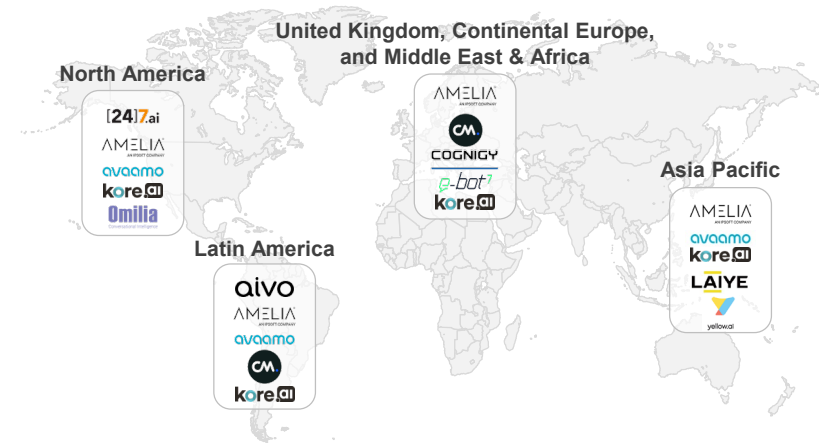 United Kingdom, Continental Europe,
and Middle East & Africa
North America
[24]7.ai
AMELIA
AN IPSOFT COMPANY
avaamo
kore.ai
Omilia
Conversational Intelligence
AMELIA
AN IPSOFT COMPANY
CM.
COGNIGY
e-bot7
kore.ai
Asia Pacific
AMELIA
AN IPSOFT COMPANY
avaamo
kore.ai
LAIYE
yellow.ai
Latin America
aivo
AMELIA
AN IPSOFT COMPANY
avaamo
CM.
kore.ai